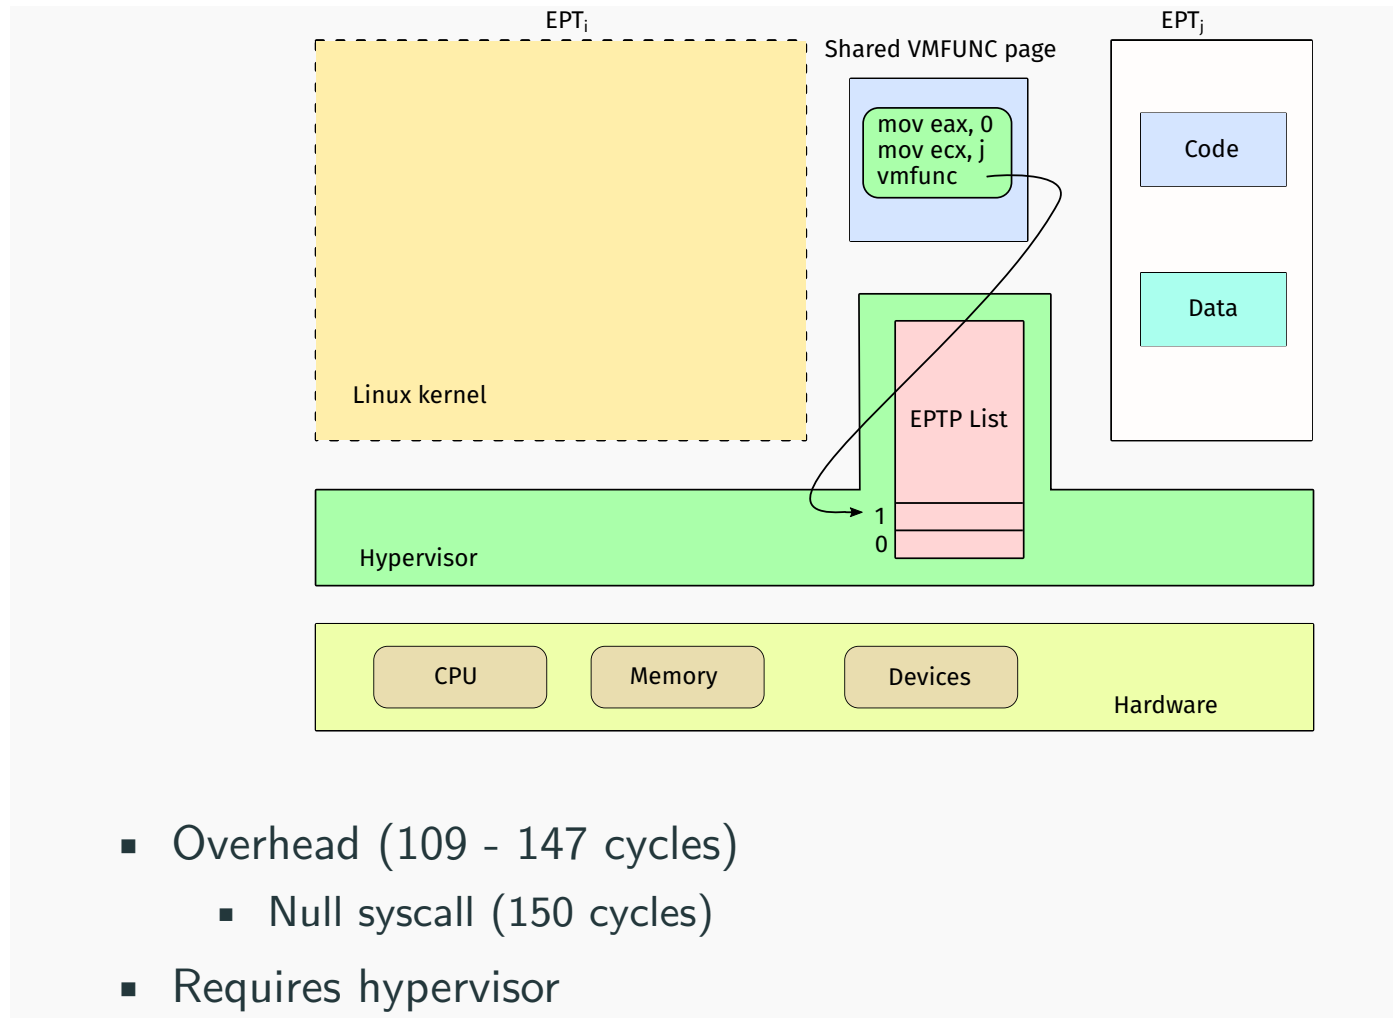 EPTi
EPTj
Shared VMFUNC page
mov eax, 0
mov ecx, j
vmfunc
Code
Data
Linux kernel
EPTP List
1
0
Hypervisor
CPU
Memory
Devices
Hardware
▪ Overhead (109 - 147 cycles)
▪ Null syscall (150 cycles)
▪ Requires hypervisor